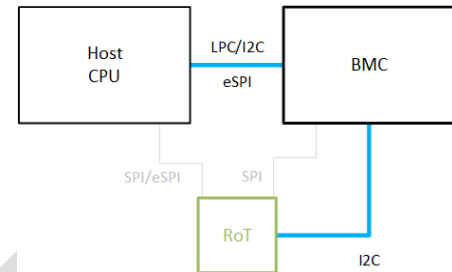 Host
CPU
LPC/I2C
eSPI
BMC
SPI/eSPI
SPI
RoT
I2C